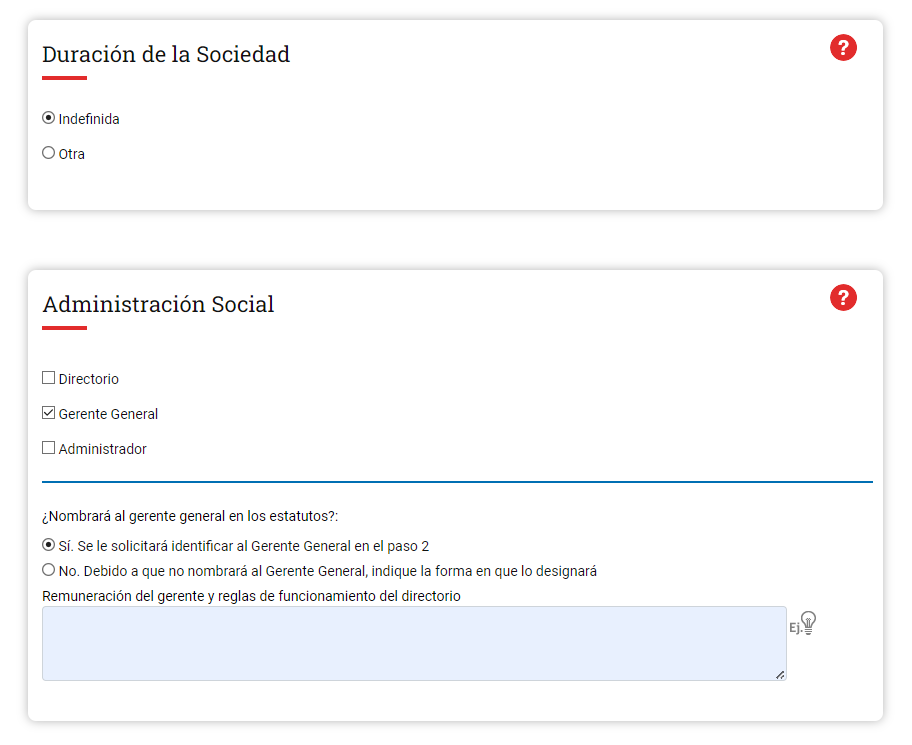 Duración de la Sociedad
?
Indefinida
Otra
Administración Social
?
Directorio
Gerente General
Administrador
¿Nombrará al gerente general en los estatutos?:
Sí. Se le solicitará identificar al Gerente General en el paso 2
No. Debido a que no nombrará al Gerente General, indique la forma en que lo designará
Remuneración del gerente y reglas de funcionamiento del directorio
Ej.